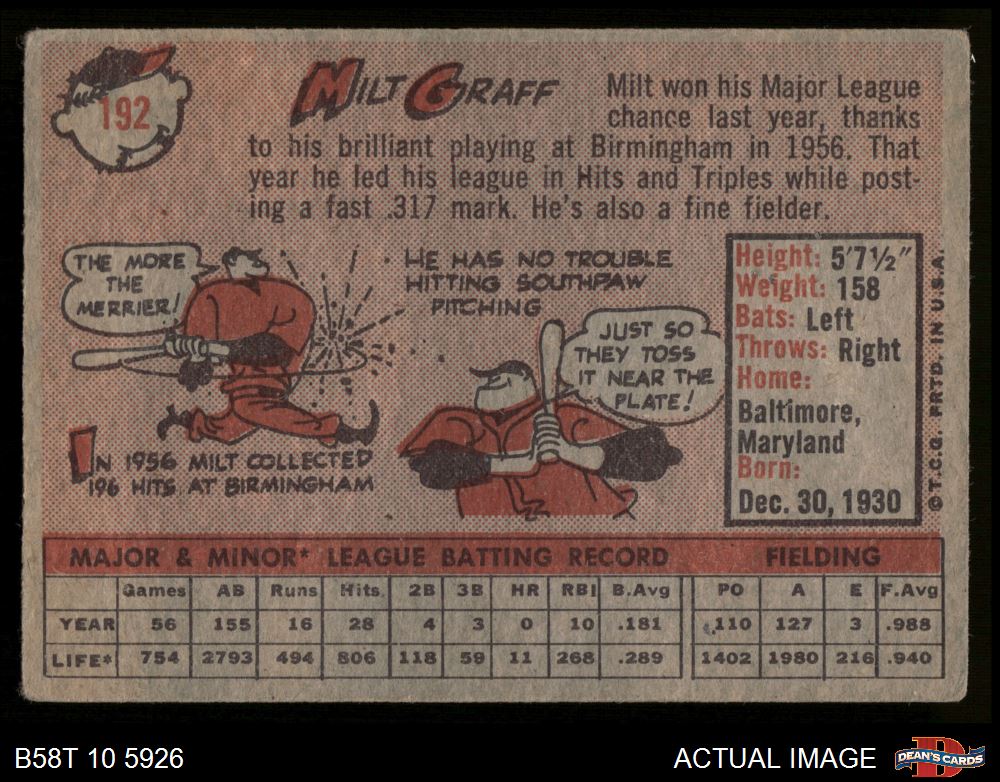 192
MILT GRAFF
Milt won his Major League
chance last year, thanks
to his brilliant playing at Birmingham in 1956. That
year he led his league in Hits and Triples while post-
ing a fast .317 mark. He's also a fine fielder.
THE MORE
THE
MERRIER!
HE HAS NO TROUBLE
HITTING SOUTHPAW
PITCHING
JUST SO
THEY TOSS
IT NEAR THE
PLATE!
IN 1956 MILT COLLECTED
196 HITS AT BIRMINGHAM
Height: 5'7½"
Weight: 158
Bats: Left
Throws: Right
Home:
Baltimore,
Maryland
Born:
Dec. 30, 1930
©T.C.G. PRTD. IN U.S.A.
MAJOR & MINOR* LEAGUE BATTING RECORD FIELDING
Games AB Runs Hits 2B 3B HR RBI B.Avg PO A E F.Avg
YEAR 56 155 16 28 4 3 0 10 .181 110 127 3 .988
LIFE* 754 2793 494 806 118 59 11 268 .289 1402 1980 216 .940
B58T 10 5926
ACTUAL IMAGE
D
DEAN'S CARDS